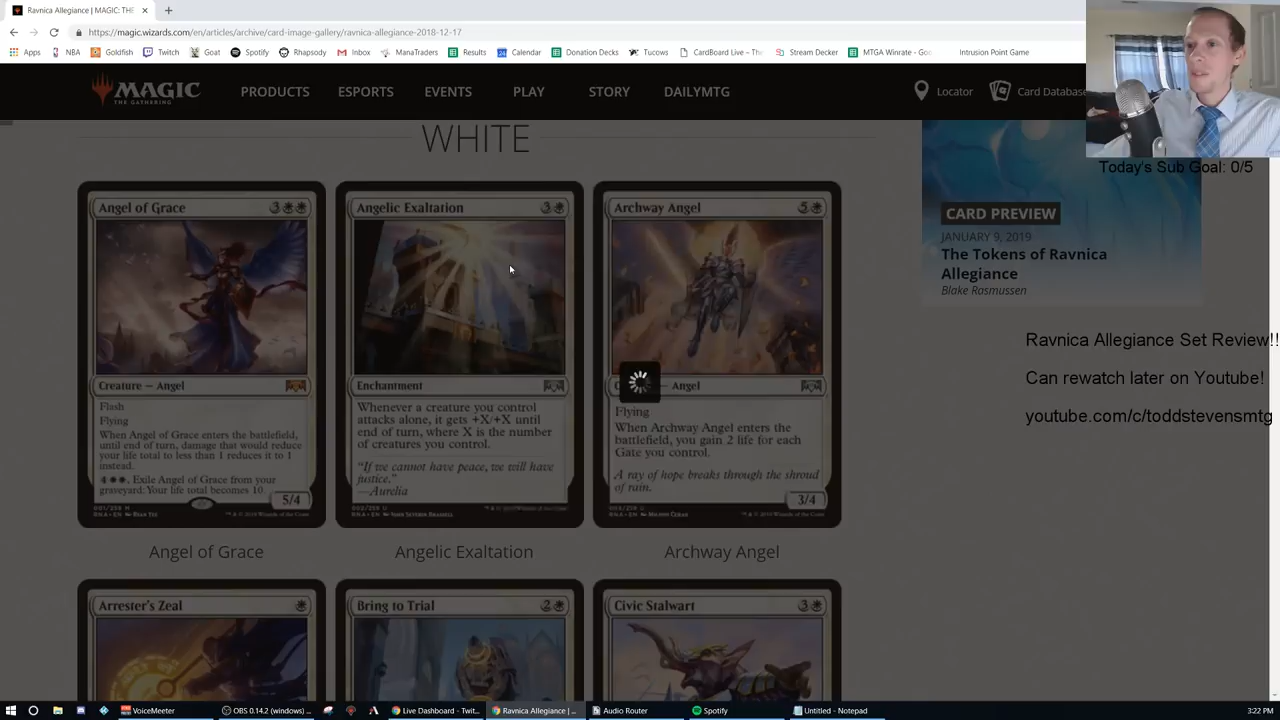 Ravnica Allegiance | MAGIC: THE
https://magic.wizards.com/en/articles/archive/card-image-gallery/ravnica-allegiance-2018-12-17
Apps NBA Goldfish Twitch Goat Spotify Rhapsody Inbox ManaTraders Results Calendar Donation Decks Tucows CardBoard Live – Th Stream Decker MTGA Winrate - Goo Intrusion Point Game
MAGIC
THE GATHERING
PRODUCTS ESPORTS EVENTS PLAY STORY DAILYMTG
Locator Card Database
WHITE
Angel of Grace 3
Creature — Angel
Flash
Flying
When Angel of Grace enters the battlefield,
until end of turn, damage that would reduce
your life total to less than 1 reduces it to 1
instead.
4 , Exile Angel of Grace from your
graveyard: Your life total becomes 10.
5/4
Angel of Grace
Angelic Exaltation 3
Enchantment
Whenever a creature you control
attacks alone, it gets +X/+X until
end of turn, where X is the number
of creatures you control.
"If we cannot have peace, we will have
justice."
—Aurelia
Angelic Exaltation
Archway Angel 5
C — Angel
Flying
When Archway Angel enters the
battlefield, you gain 2 life for each
Gate you control.
A ray of hope breaks through the shroud
of ruin.
3/4
Archway Angel
Arrester's Zeal
Bring to Trial 2
Civic Stalwart 3
CARD PREVIEW
JANUARY 9, 2019
The Tokens of Ravnica
Allegiance
Blake Rasmussen
Today's Sub Goal: 0/5
Ravnica Allegiance Set Review!!
Can rewatch later on Youtube!
youtube.com/c/toddstevensmtg
VoiceMeeter OBS 0.14.2 (windows)... Live Dashboard - Twit... Ravnica Allegiance |... Audio Router Spotify Untitled - Notepad 3:22 PM